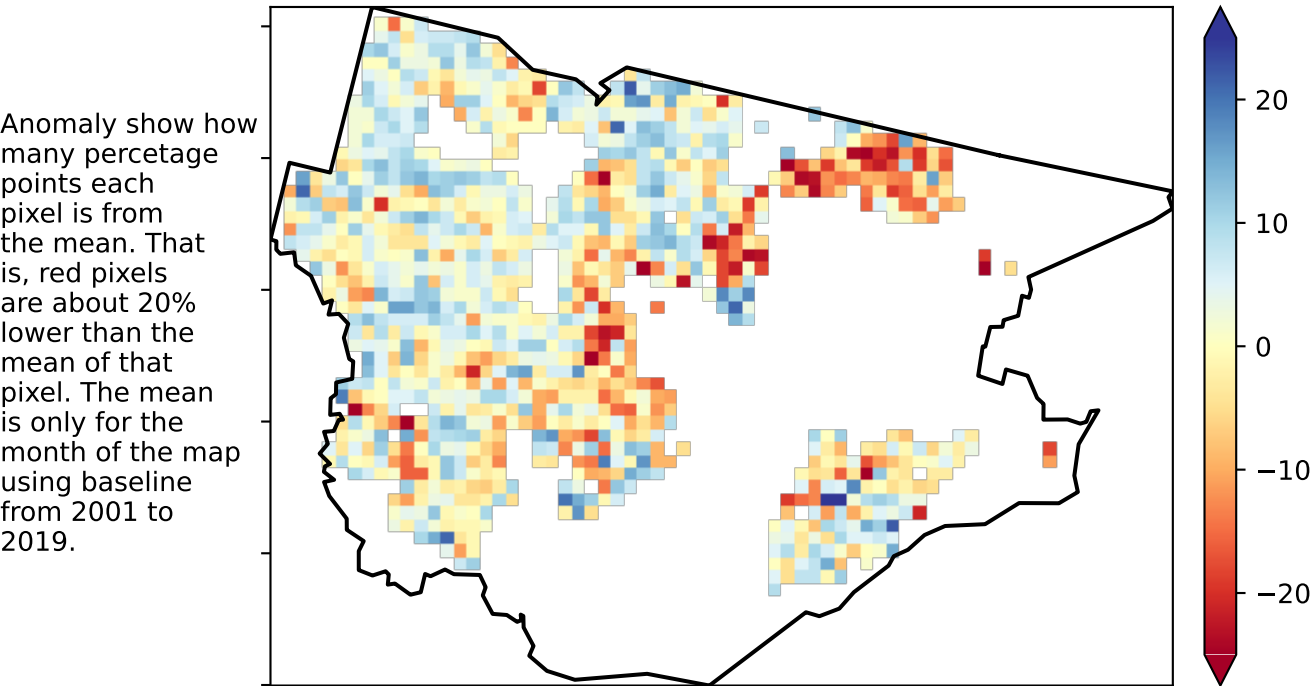 Anomaly show how
many percetage
points each
pixel is from
the mean. That
is, red pixels
are about 20%
lower than the
mean of that
pixel. The mean
is only for the
month of the map
using baseline
from 2001 to
2019.
20
10
0
−10
−20